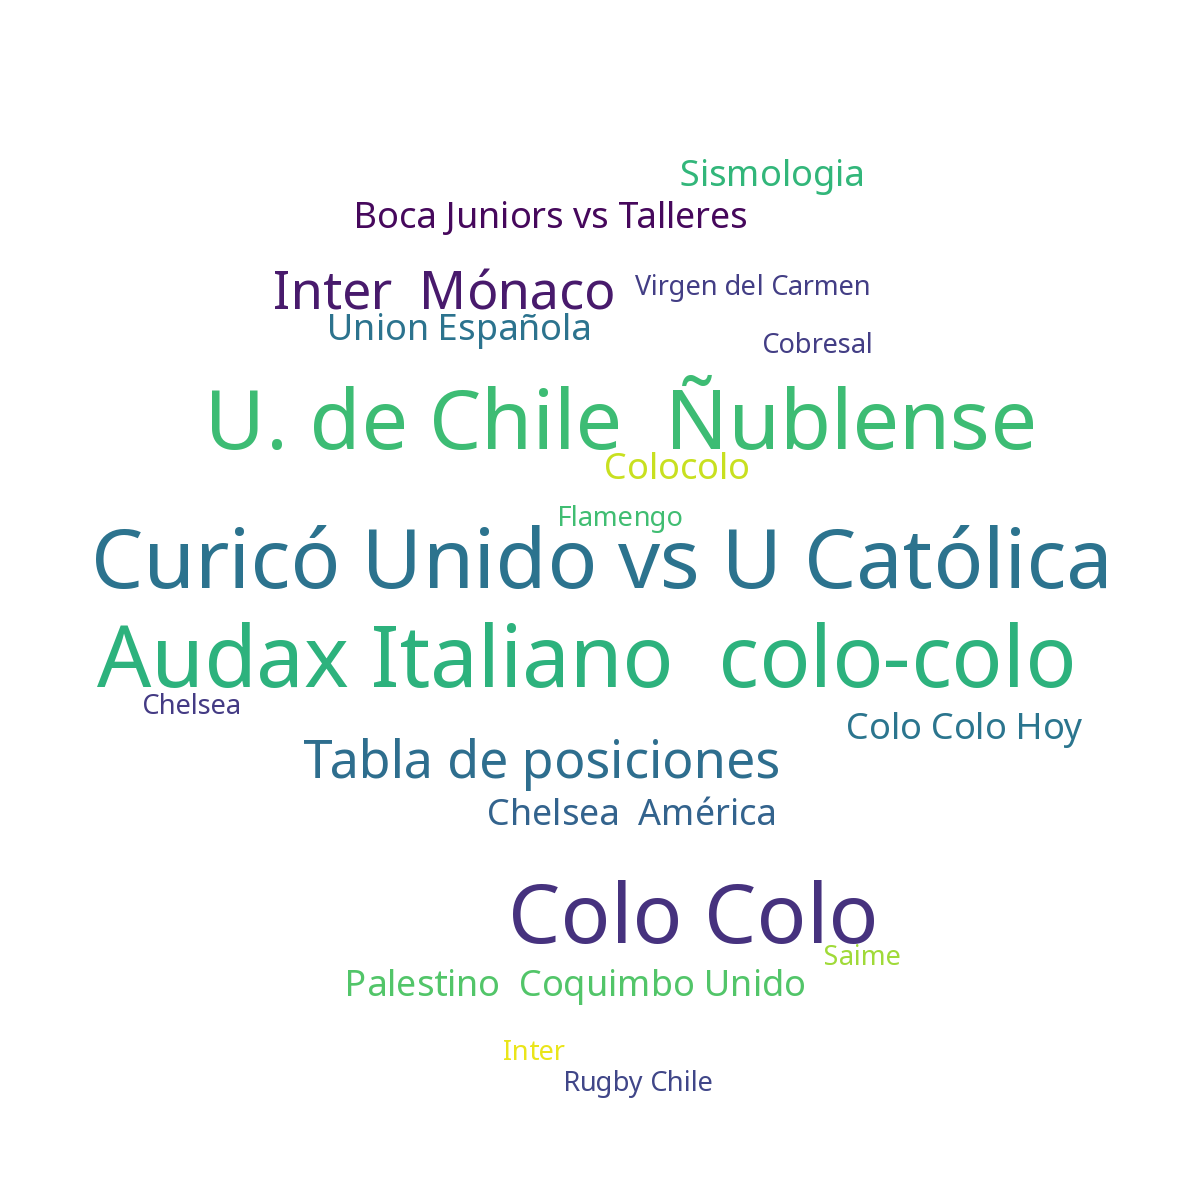 Sismologia
Boca Juniors vs Talleres
Inter  Mónaco
Virgen del Carmen
Union Española
Cobresal
U. de Chile  Ñublense
Colocolo
Flamengo
Curicó Unido vs U Católica
Audax Italiano  colo-colo
Chelsea
Colo Colo Hoy
Tabla de posiciones
Chelsea  América
Colo Colo
Saime
Palestino  Coquimbo Unido
Inter
Rugby Chile